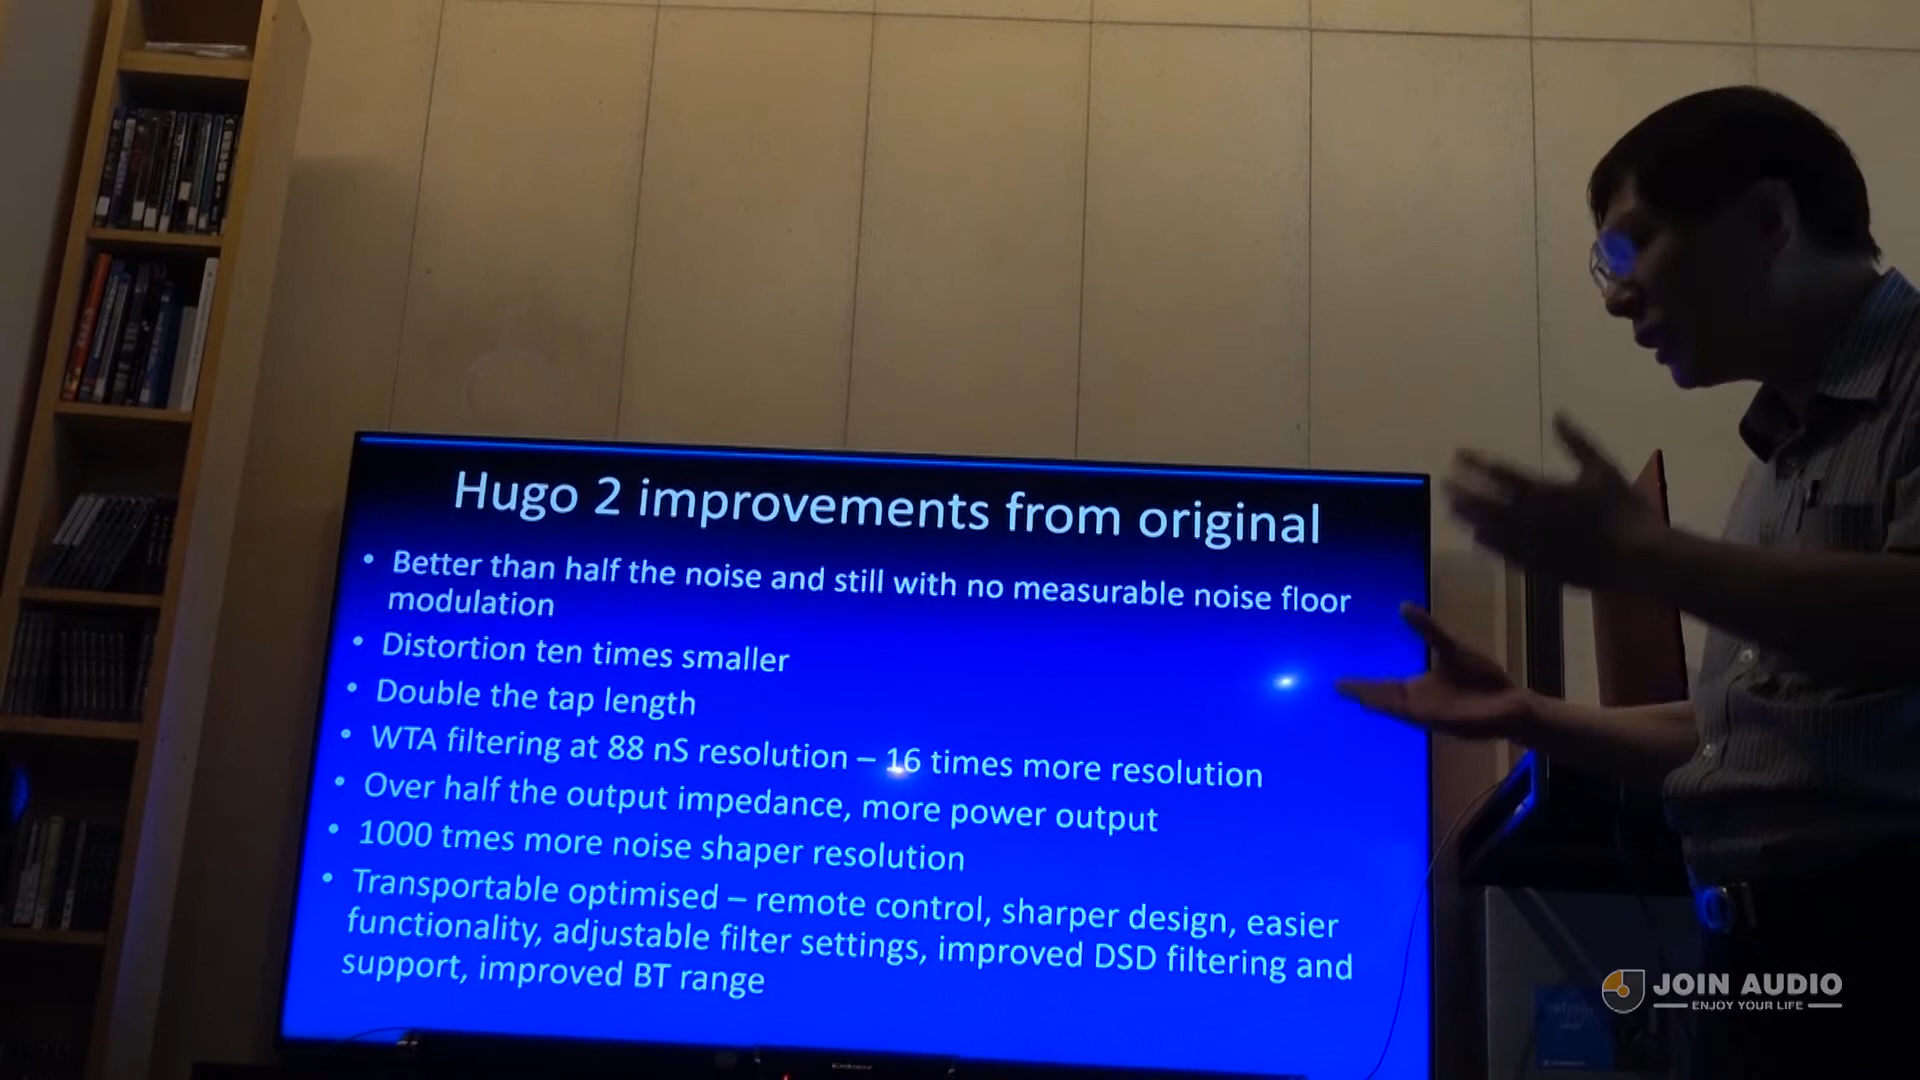 Hugo 2 improvements from original
• Better than half the noise and still with no measurable noise floor
modulation
• Distortion ten times smaller
• Double the tap length
• WTA filtering at 88 nS resolution – 16 times more resolution
• Over half the output impedance, more power output
• 1000 tmes more noise shaper resolution
• Transportable optimised – remote control, sharper design, easier
functionality, adjustable filter settings, improved DSD filtering and
support, improved BT range
JOIN AUDIO
ENJOY YOUR LIFE